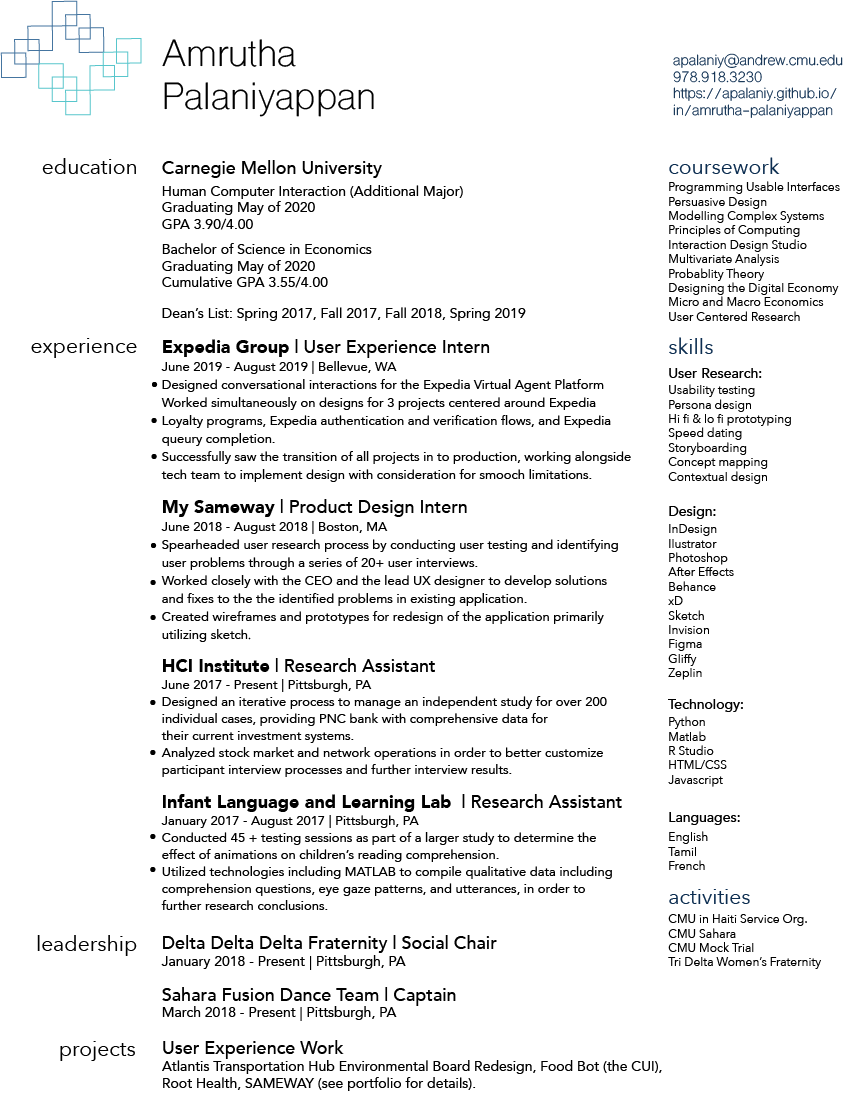 Amrutha
Palaniyappan
apalaniy@andrew.cmu.edu
978.918.3230
https://apalaniy.github.io/
in/amrutha-palaniyappan
education
Carnegie Mellon University
Human Computer Interaction (Additional Major)
Graduating May of 2020
GPA 3.90/4.00
Bachelor of Science in Economics
Graduating May of 2020
Cumulative GPA 3.55/4.00
Dean's List: Spring 2017, Fall 2017, Fall 2018, Spring 2019
experience
Expedia Group | User Experience Intern
June 2019 - August 2019 | Bellevue, WA
• Designed conversational interactions for the Expedia Virtual Agent Platform
Worked simultaneously on designs for 3 projects centered around Expedia
• Loyalty programs, Expedia authentication and verification flows, and Expedia
queury completion.
• Successfully saw the transition of all projects in to production, working alongside
tech team to implement design with consideration for smooch limitations.
My Sameway | Product Design Intern
June 2018 - August 2018 | Boston, MA
• Spearheaded user research process by conducting user testing and identifying
user problems through a series of 20+ user interviews.
• Worked closely with the CEO and the lead UX designer to develop solutions
and fixes to the the identified problems in existing application.
• Created wireframes and prototypes for redesign of the application primarily
utilizing sketch.
HCI Institute | Research Assistant
June 2017 - Present | Pittsburgh, PA
• Designed an iterative process to manage an independent study for over 200
individual cases, providing PNC bank with comprehensive data for
their current investment systems.
• Analyzed stock market and network operations in order to better customize
participant interview processes and further interview results.
Infant Language and Learning Lab | Research Assistant
January 2017 - August 2017 | Pittsburgh, PA
• Conducted 45 + testing sessions as part of a larger study to determine the
effect of animations on children's reading comprehension.
• Utilized technologies including MATLAB to compile qualitative data including
comprehension questions, eye gaze patterns, and utterances, in order to
further research conclusions.
leadership
Delta Delta Delta Fraternity | Social Chair
January 2018 - Present | Pittsburgh, PA
Sahara Fusion Dance Team | Captain
March 2018 - Present | Pittsburgh, PA
projects
User Experience Work
Atlantis Transportation Hub Environmental Board Redesign, Food Bot (the CUI),
Root Health, SAMEWAY (see portfolio for details).
coursework
Programming Usable Interfaces
Persuasive Design
Modelling Complex Systems
Principles of Computing
Interaction Design Studio
Multivariate Analysis
Probablity Theory
Designing the Digital Economy
Micro and Macro Economics
User Centered Research
skills
User Research:
Usability testing
Persona design
Hi fi & lo fi prototyping
Speed dating
Storyboarding
Concept mapping
Contextual design
Design:
InDesign
Ilustrator
Photoshop
After Effects
Behance
xD
Sketch
Invision
Figma
Gliffy
Zeplin
Technology:
Python
Matlab
R Studio
HTML/CSS
Javascript
Languages:
English
Tamil
French
activities
CMU in Haiti Service Org.
CMU Sahara
CMU Mock Trial
Tri Delta Women's Fraternity